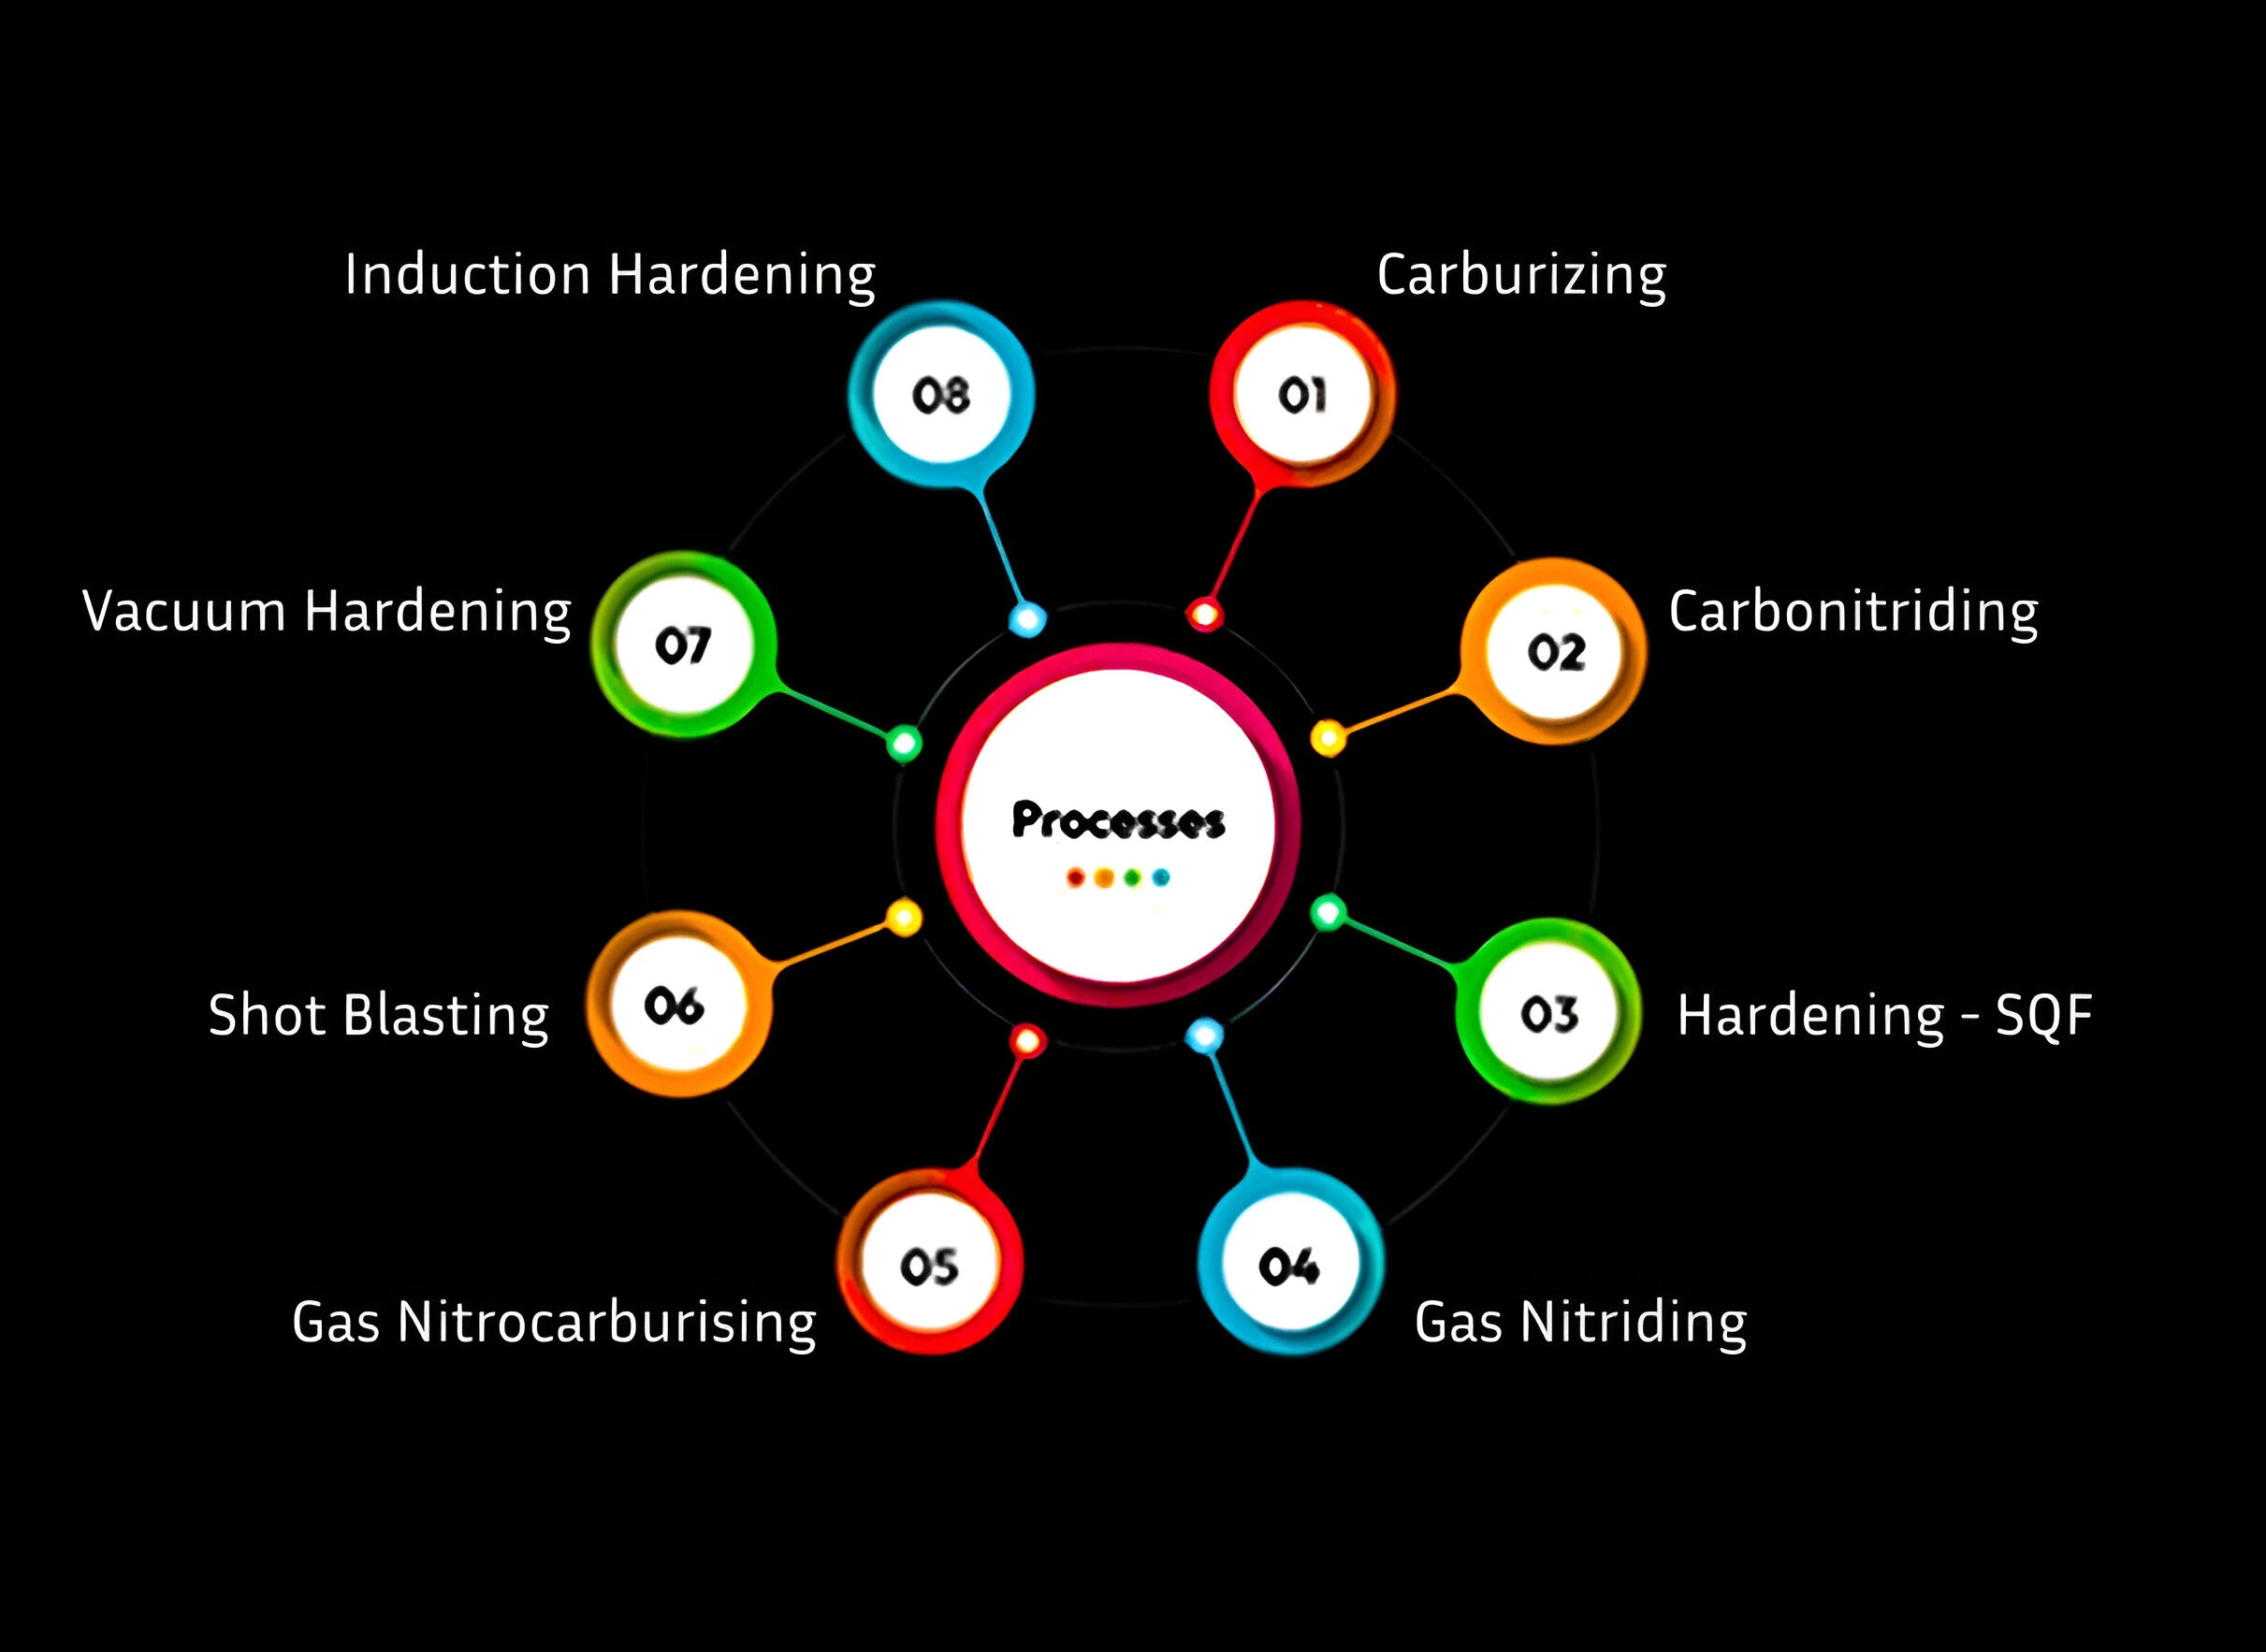 Induction Hardening
08
Carburizing
01
Vacuum Hardening
07
Carbonitriding
02
Processes
Shot Blasting
06
Hardening - SQF
03
Gas Nitrocarburising
05
Gas Nitriding
04